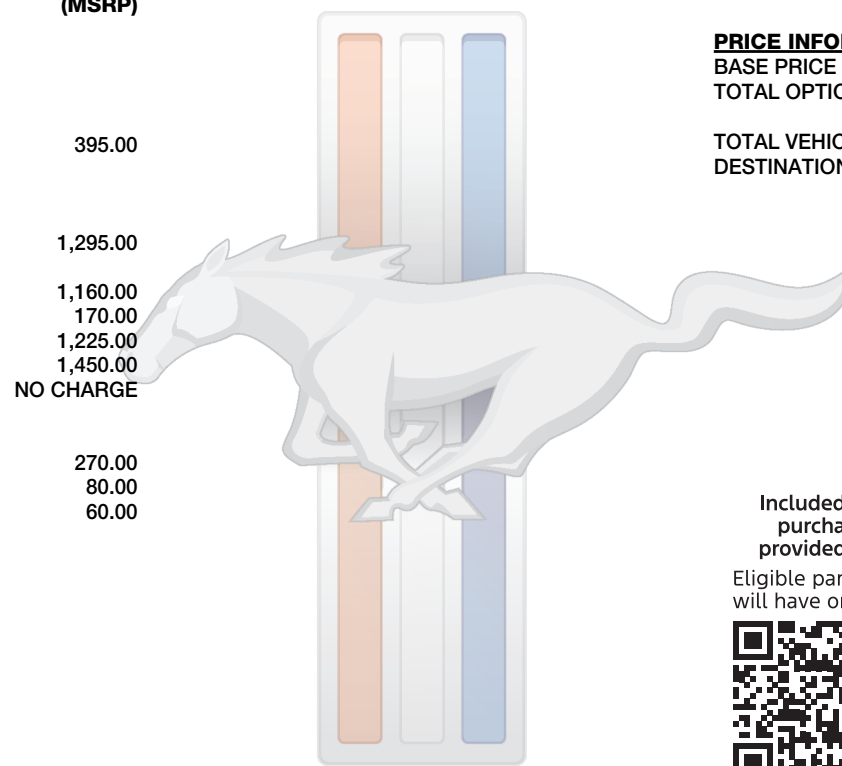 (MSRP)
395.00
1,295.00
1,160.00
170.00
1,225.00
1,450.00
NO CHARGE
270.00
80.00
60.00
PRICE INFO
BASE PRICE
TOTAL OPTIO
TOTAL VEHIC
DESTINATION
Included
purcha
provided
Eligible par
will have o